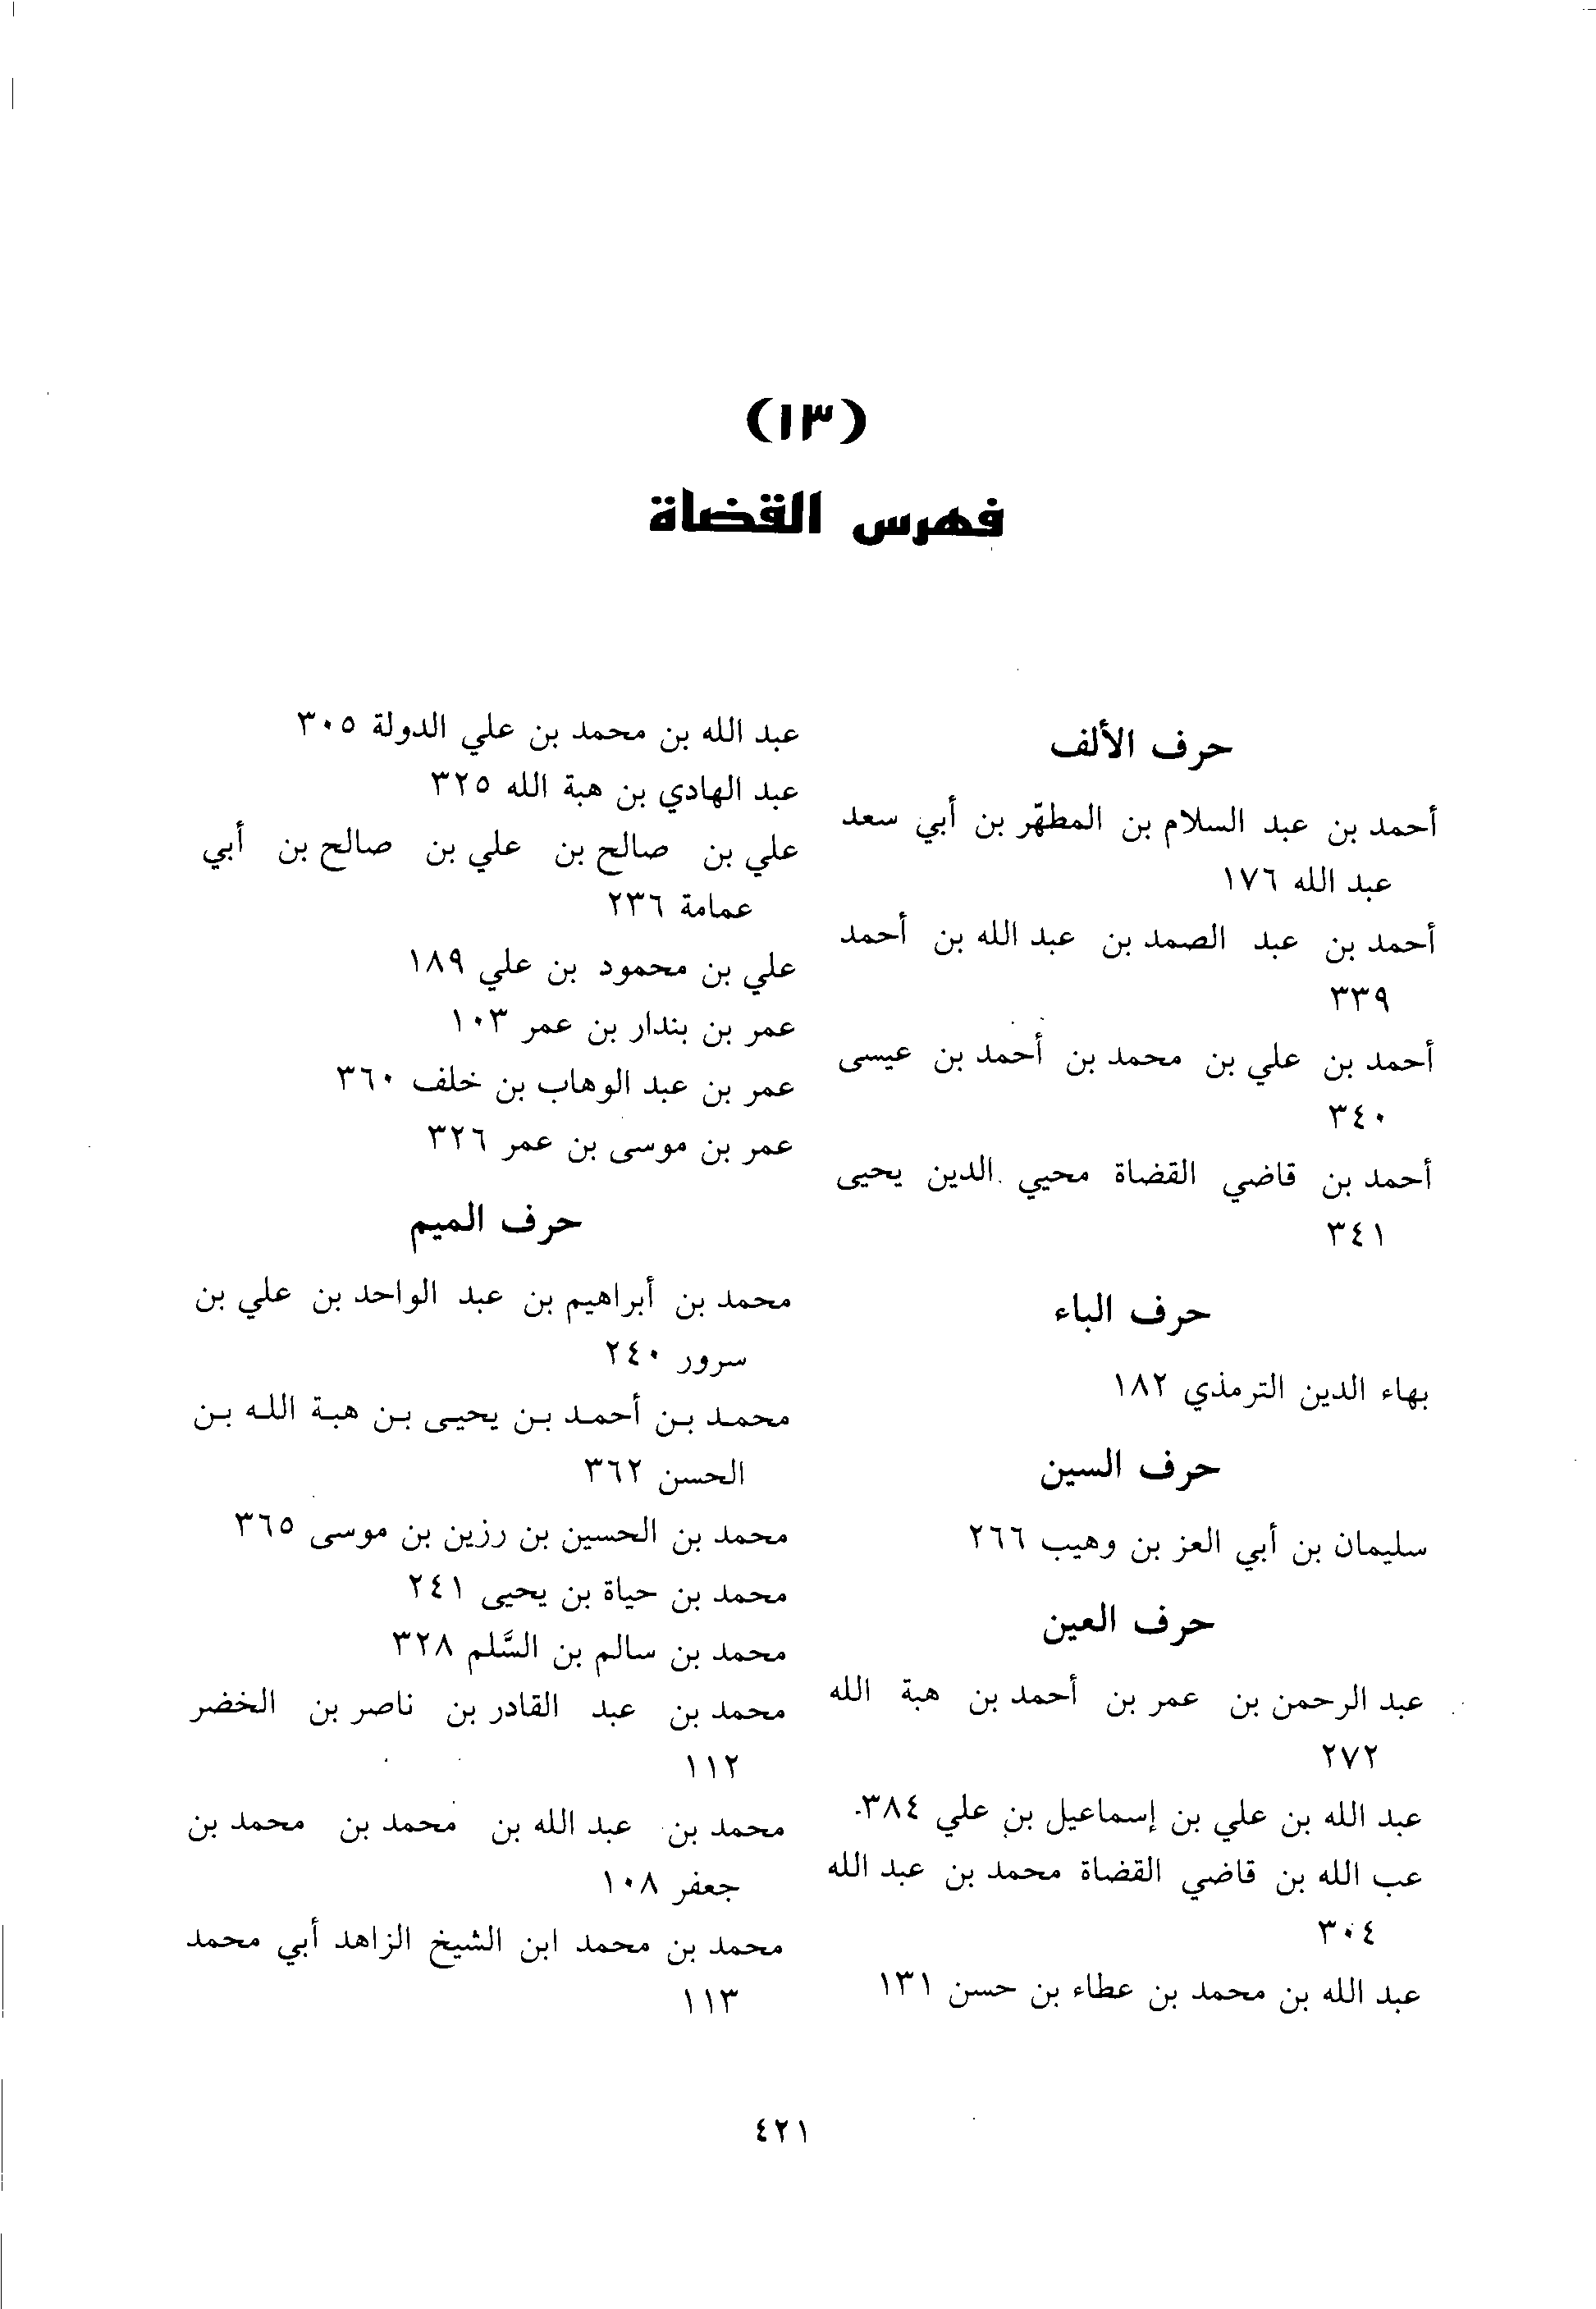 (١٣)
فهرس القضاة
حرف الألف
أحمد بن عبد السلام بن المطهّر بن أبي سعد
عبد الله ١٧٦
أحمد بن عبد الصمد بن عبد الله بن أحمد
٣٣٩
أحمد بن علي بن محمد بن أحمد بن عيسى
٣٤٠
أحمد بن قاضي القضاة محيي الدين يحيى
٣٤١
حرف الباء
بهاء الدين الترمذي ١٨٢
حرف السين
سليمان بن أبي العز بن وهيب ٢٦٦
حرف العين
عبد الرحمن بن عمر بن أحمد بن هبة الله
٢٧٢
عبد الله بن علي بن إسماعيل بن علي ٣٨٤.
عب الله بن قاضي القضاة محمد بن عبد الله
٣٠٤
عبد الله بن محمد بن عطاء بن حسن ١٣١
عبد الله بن محمد بن علي الدولة ٣٠٥
عبد الهادي بن هبة الله ٣٢٥
علي بن صالح بن علي بن صالح بن أبي
عمامة ٢٣٦
علي بن محمود بن علي ١٨٩
عمر بن بندار بن عمر ١٠٣
عمر بن عبد الوهاب بن خلف ٣٦٠
عمر بن موسى بن عمر ٣٢٦
حرف الميم
محمد بن أبراهيم بن عبد الواحد بن علي بن
سرور ٢٤٠
محمد بن أحمد بن يحيى بن هبة الله بن
الحسن ٣٦٢
محمد بن الحسين بن رزين بن موسى ٣٦٥
محمد بن حياة بن يحيى ٢٤١
محمد بن سالم بن السَّلم ٣٢٨
محمد بن عبد القادر بن ناصر بن الخضر
١١٢
محمد بن عبد الله بن محمد بن محمد بن
جعفر ١٠٨
محمد بن محمد ابن الشيخ الزاهد أبي محمد
١١٣
٤٢١